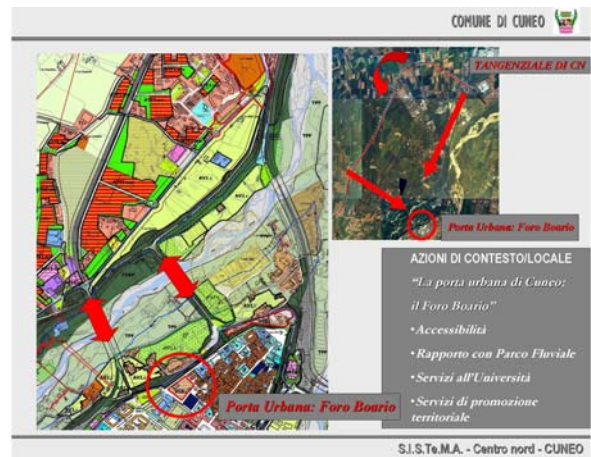 COMUNE DI CUNEO
TANGENZIALE DI CN
Porta Urbana: Foro Boario
AZIONI DI CONTESTO/LOCALE
“La porta urbana di Cuneo;
il Foro Boario”
•Accessibilità
•Rapporto con Parco Fluviale
•Servizi all'Università
•Servizi di promozione
territoriale
Porta Urbana: Foro Boario
S.I.S.Te.M.A. - Centro nord - CUNEO